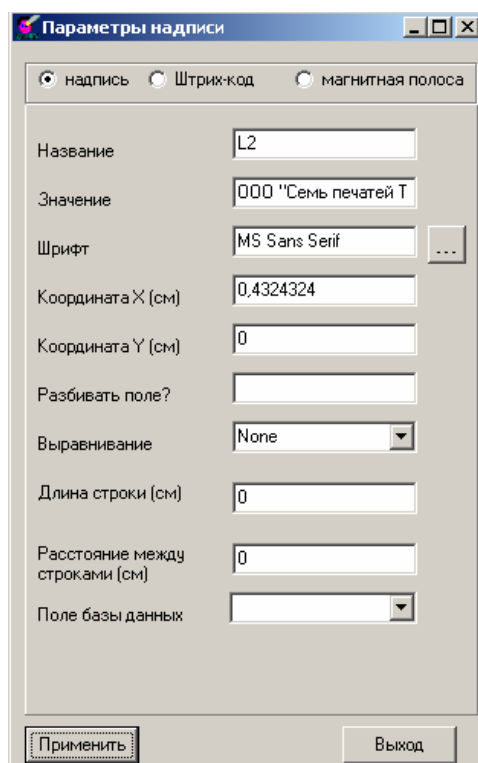 Параметры надписи
надпись Штрих-код магнитная полоса
Название L2
Значение ООО "Семь печатей Т
Шрифт MS Sans Serif ...
Координата X (см) 0,4324324
Координата Y (см) 0
Разбивать поле?
Выравнивание None
Длина строки (см) 0
Расстояние между
строками (см) 0
Поле базы данных
Применить Выход